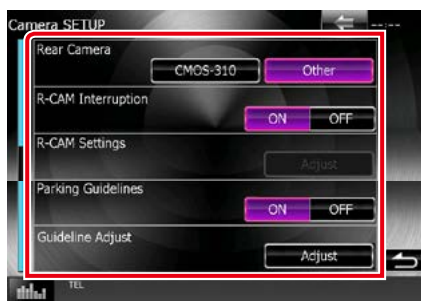 Camera SETUP
--:--
Rear Camera
CMOS-310 Other
R-CAM Interruption
ON OFF
R-CAM Settings
Adjust
Parking Guidelines
ON OFF
Guideline Adjust
Adjust
TEL